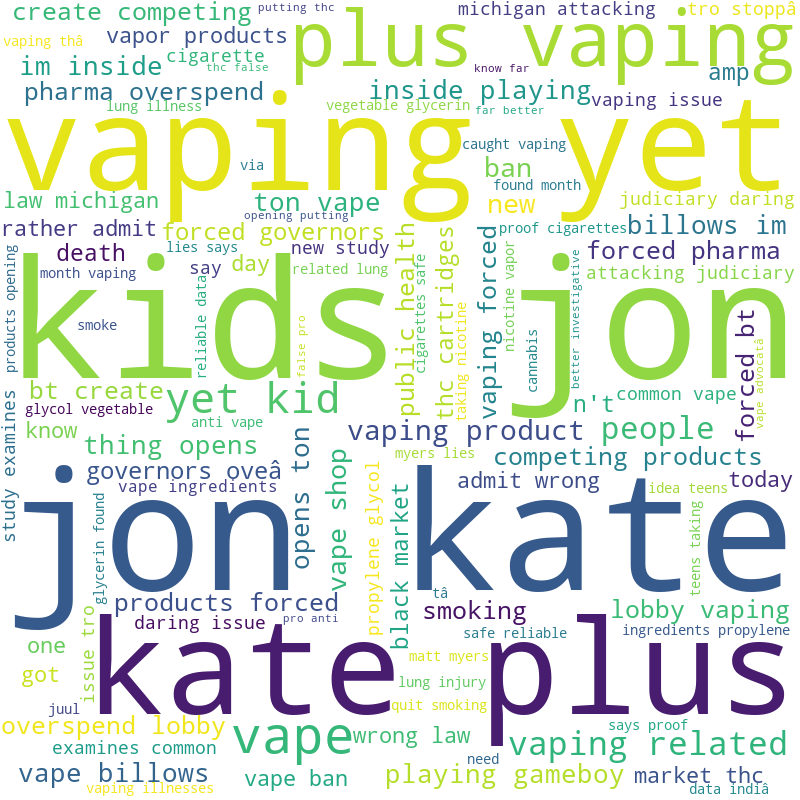 create competing
putting thc
michigan attacking
tro stoppâ
vaping thâ
vapor products
plus vaping
cigarette
im inside
thc false
know far
amp
pharma overspend
inside playing
vaping issue
lung illness
vegetable glycerin
far better
vaping yet
caught vaping
via
ban
found month
law michigan
ton vape
new
judiciary daring
opening putting
rather admit
forced governors
proof cigarettes
billows im
death
lies says
new study
public health
thc cartridges
vaping forced
nicotine vapor
forced pharma
products opening
month vaping
say
day
related lung
cigarettes safe
taking nicotine
better investigative
attacking judiciary
kids jon
smoke
reliable data
false pro
cannabis
forced bt
vape advocatâ
bt create
yet kid
n't
common vape
study examines
glycol vegetable
anti vape
know
thing opens
vaping product
people
myers lies
competing products
governors oveâ
opens ton
vape shop
propylene glycol
black market
admit wrong
today
vape ingredients
idea teens
jon kate
glycerin found
teens taking
tâ
products forced
pro anti
smoking
lobby vaping
issue tro
daring issue
safe reliable
ingredients propylene
one
kate plus
matt myers
got
lung injury
juul
quit smoking
overspend lobby
vape
wrong law
says proof
examines common
vaping related
need
vape billows
vape ban
playing gameboy
market thc
vaping illnesses
data indiâ